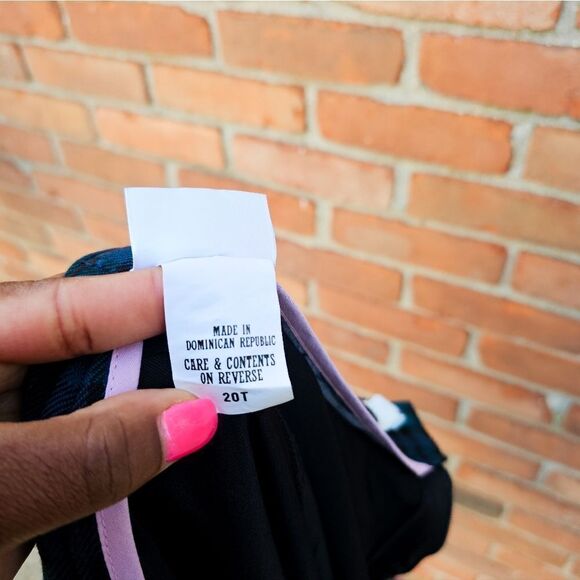 MADE IN
DOMINICAN REPUBLIC
CARE & CONTENTS
ON REVERSE
20T